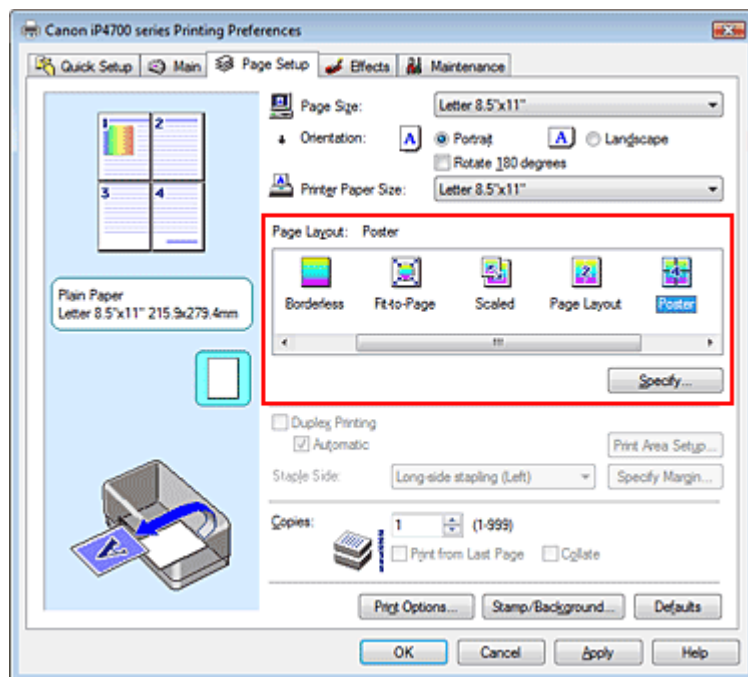 Canon iP4700 series Printing Preferences
Quick Setup Main Page Setup Effects Maintenance
1 2
3 4
Plain Paper
Letter 8.5"x11" 215.9x279.4mm
Page Size: Letter 8.5"x11"
Orientation: A Portrait A Landscape
Rotate 180 degrees
Printer Paper Size: Letter 8.5"x11"
Page Layout: Poster
Borderless Fit-to-Page Scaled Page Layout Poster
Specify...
Duplex Printing
Automatic Print Area Setup...
Staple Side: Long-side stapling (Left) Specify Margin...
Copies: 1 (1-999)
Print from Last Page Collate
Print Options... Stamp/Background... Defaults
OK Cancel Apply Help